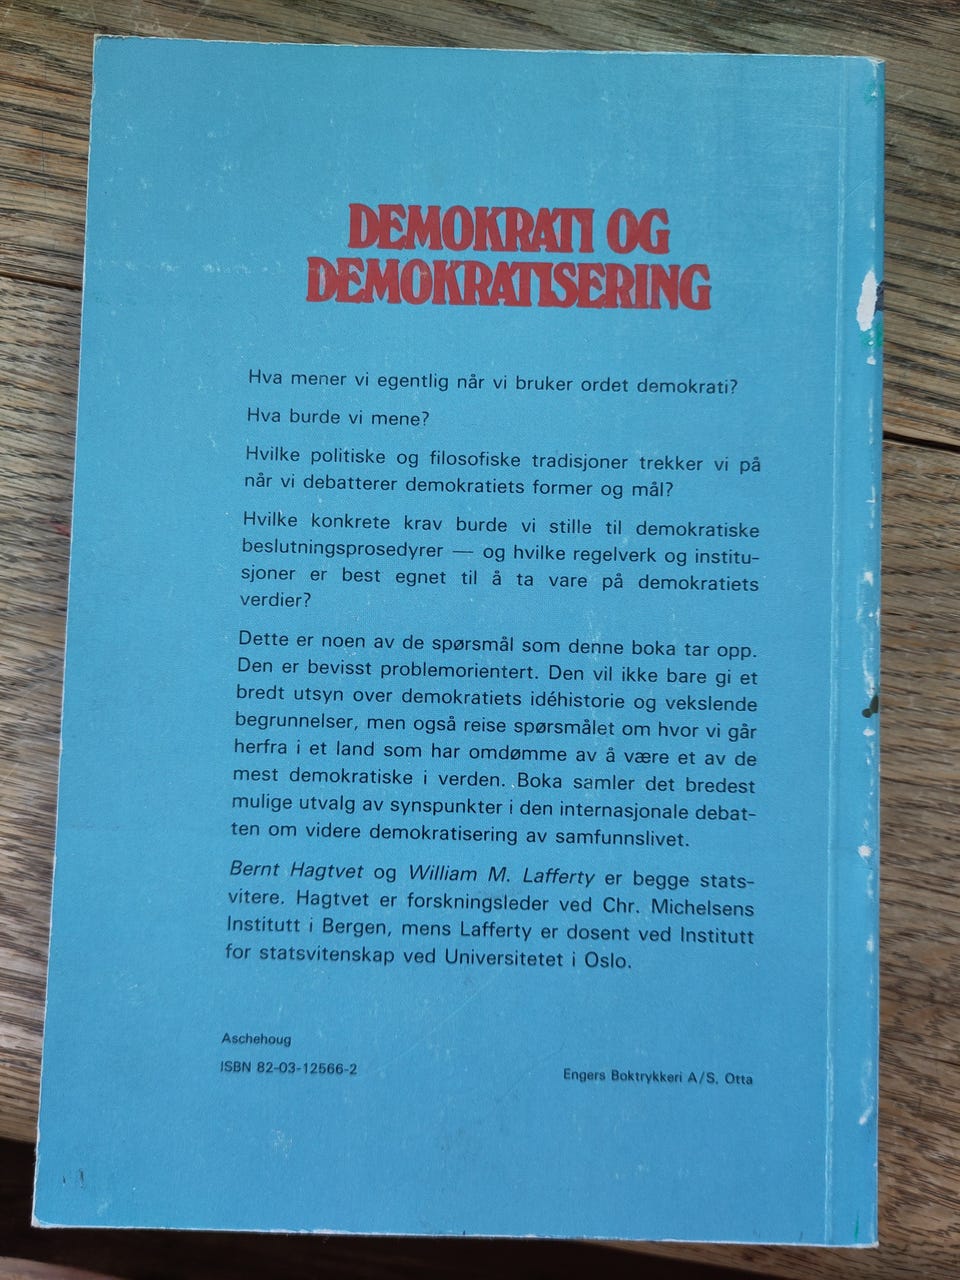 DEMOKRATI OG
DEMOKRATISERING
Hva mener vi egentlig når vi bruker ordet demokrati?
Hva burde vi mene?
Hvilke politiske og filosofiske tradisjoner trekker vi på
når vi debatterer demokratiets former og mål?
Hvilke konkrete krav burde vi stille til demokratiske
beslutningsprosedyrer — og hvilke regelverk og institu-
sjoner er best egnet til å ta vare på demokratiets
verdier?
Dette er noen av de spørsmål som denne boka tar opp.
Den er bevisst problemorientert. Den vil ikke bare gi et
bredt utsyn over demokratiets idéhistorie og vekslende
begrunnelser, men også reise spørsmålet om hvor vi går
herfra i et land som har omdømme av å være et av de
mest demokratiske i verden. Boka samler det bredest
mulige utvalg av synspunkter i den internasjonale debat-
ten om videre demokratisering av samfunnslivet.
Bernt Hagtvet og William M. Lafferty er begge stats-
vitere. Hagtvet er forskningsleder ved Chr. Michelsens
Institutt i Bergen, mens Lafferty er dosent ved Institutt
for statsvitenskap ved Universitetet i Oslo.
Aschehoug
ISBN 82-03-12566-2
Engers Boktrykkeri A/S, Otta